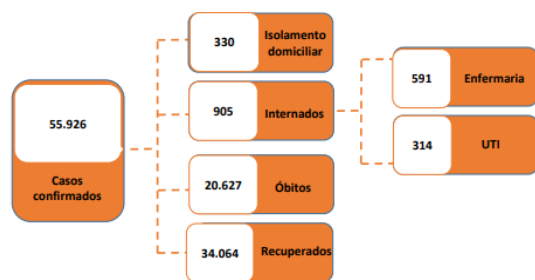 55.926
Casos
confirmados
330
Isolamento
domiciliar
905
Internados
20.627
Óbitos
34.064
Recuperados
591
Enfermaria
314
UTI